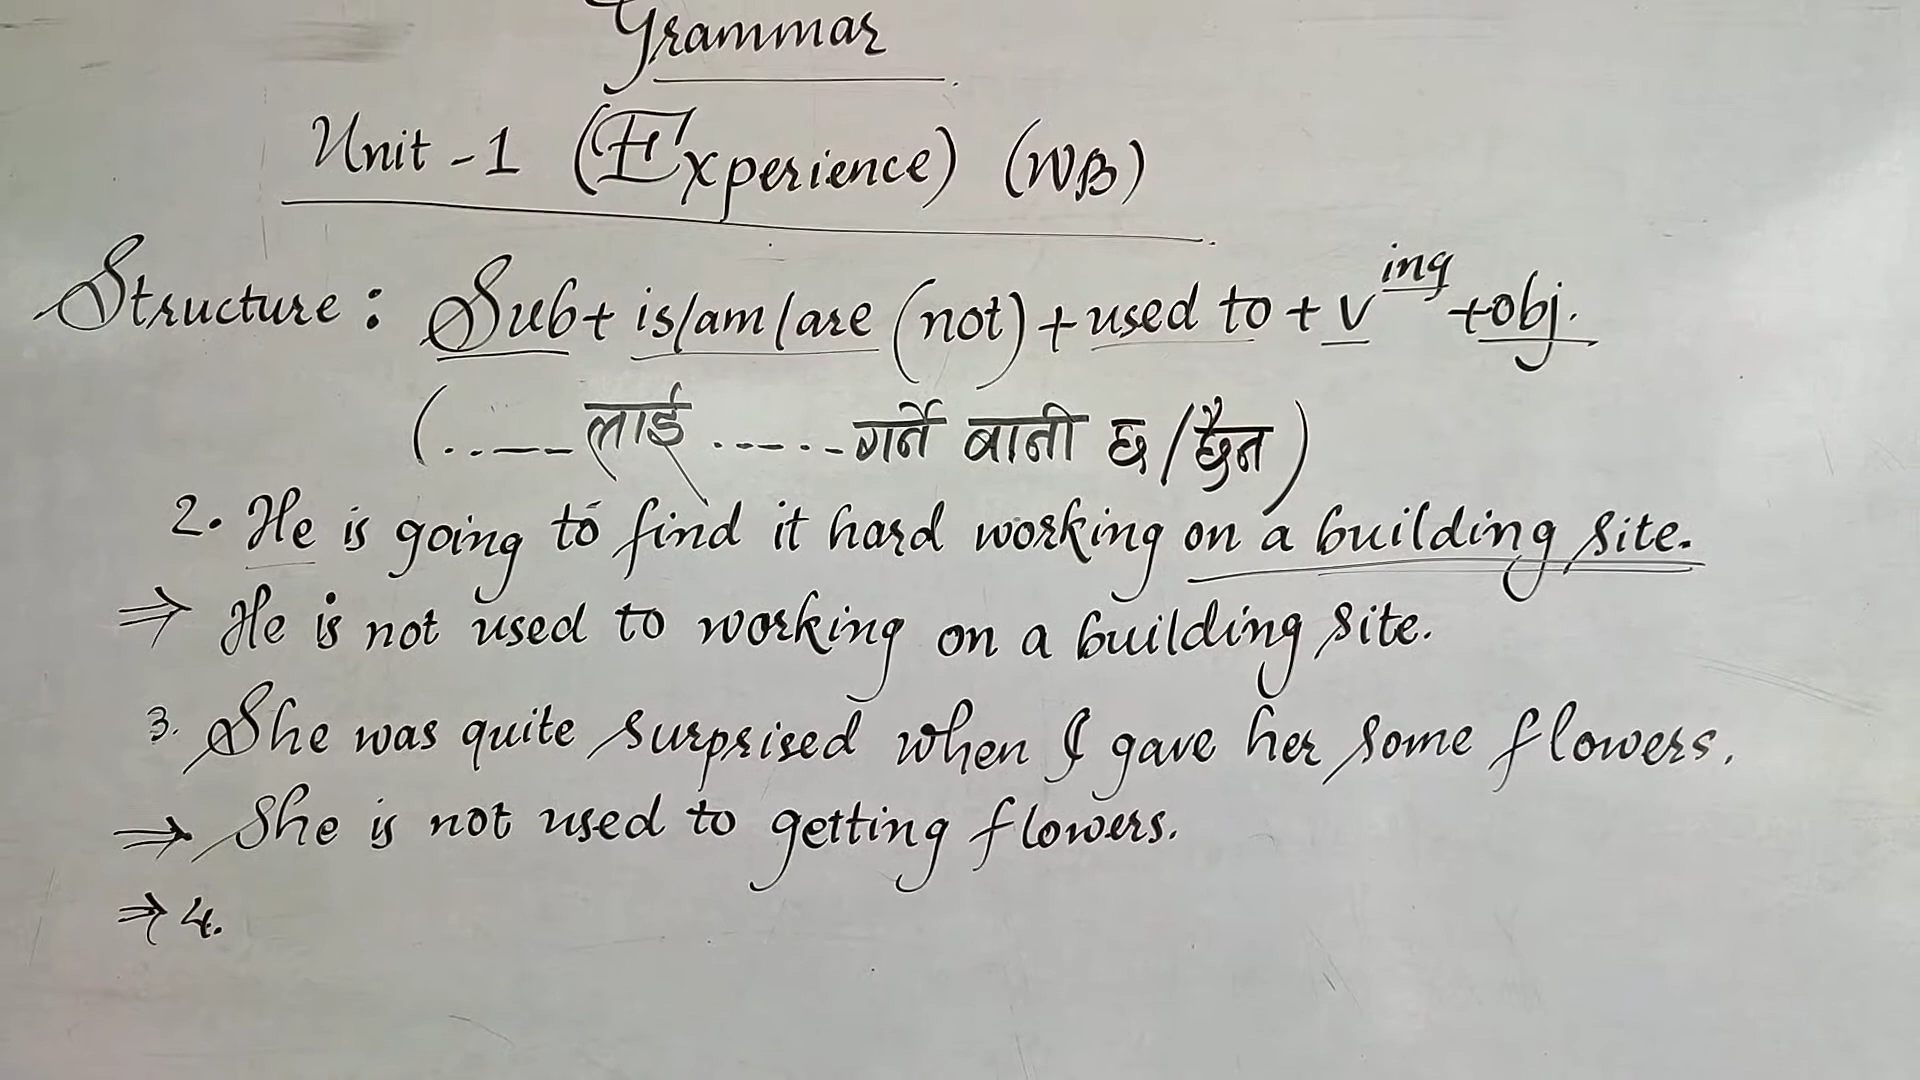 Grammar
Unit - 1 (Experience) (WB)
Structure : Sub + is/am/are (not) + used to + v ing + obj.
(..--- लाई ------ गर्ने बानी छ / छैन )
2. He is going to find it hard working on a building site.
⇒ He is not used to working on a building site.
3. She was quite surprised when I gave her some flowers.
⇒ She is not used to getting flowers.
⇒ 4.